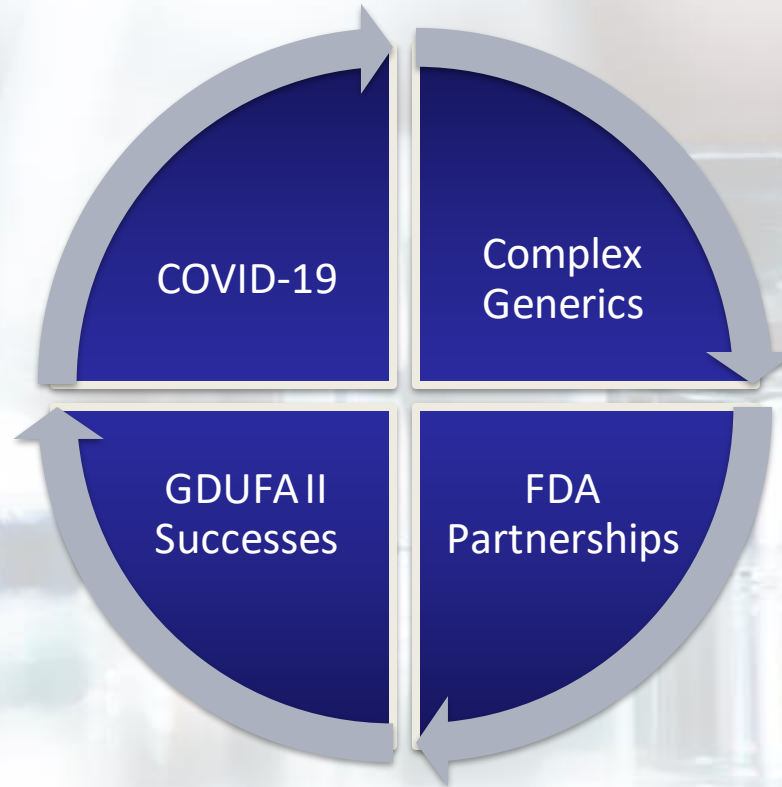 COVID-19
Complex
Generics
GDUFA II
Successes
FDA
Partnerships